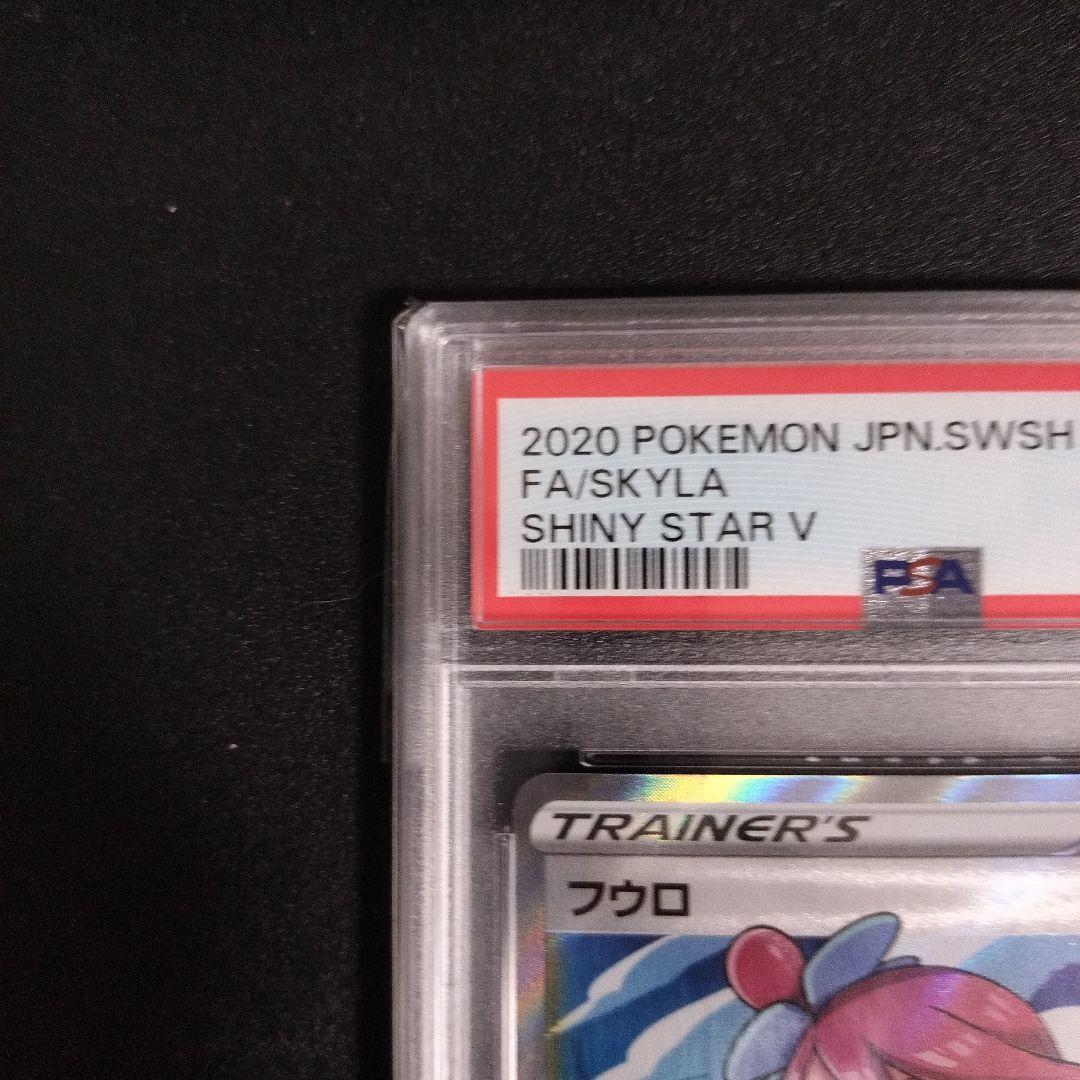 2020 POKEMON JPN.SWSH
FA/SKYLA
SHINY STAR V
PSA
TRAINER'S
フウロ